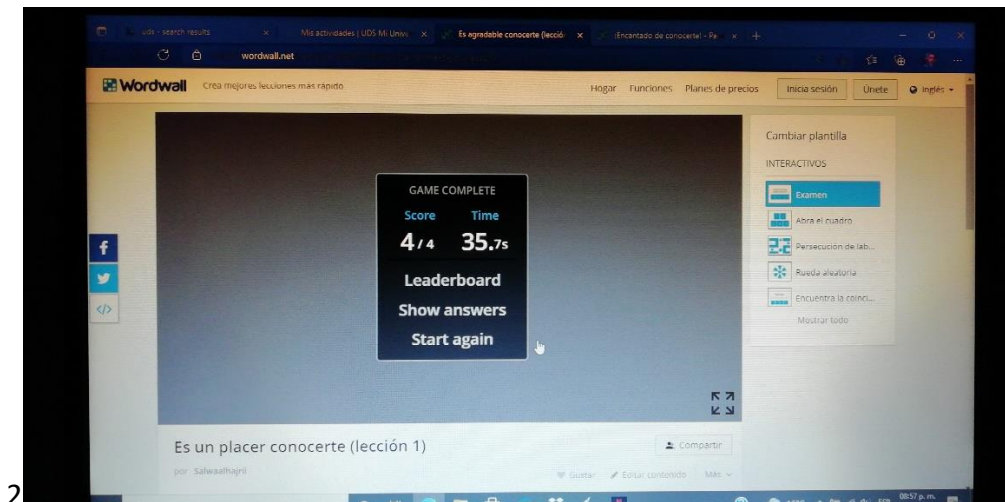 uds - search results
Mis actividades | UDS Mi Unive
Es agradable conocerte (lecció
¡Encantado de conocerte! - Pa
wordwall.net
Wordwall
Crea mejores lecciones más rápido
Hogar Funciones Planes de precios
Inicia sesión
Únete
Inglés
Cambiar plantilla
INTERACTIVOS
Examen
Abra el cuadro
Persecución de lab...
Rueda aleatoria
Encuentra la coinci...
Mostrar todo
GAME COMPLETE
Score Time
4/4 35.7s
Leaderboard
Show answers
Start again
Es un placer conocerte (lección 1)
Compartir
por Salwaalhajri
Gustar Editar contenido Más
08:57 p. m.
2